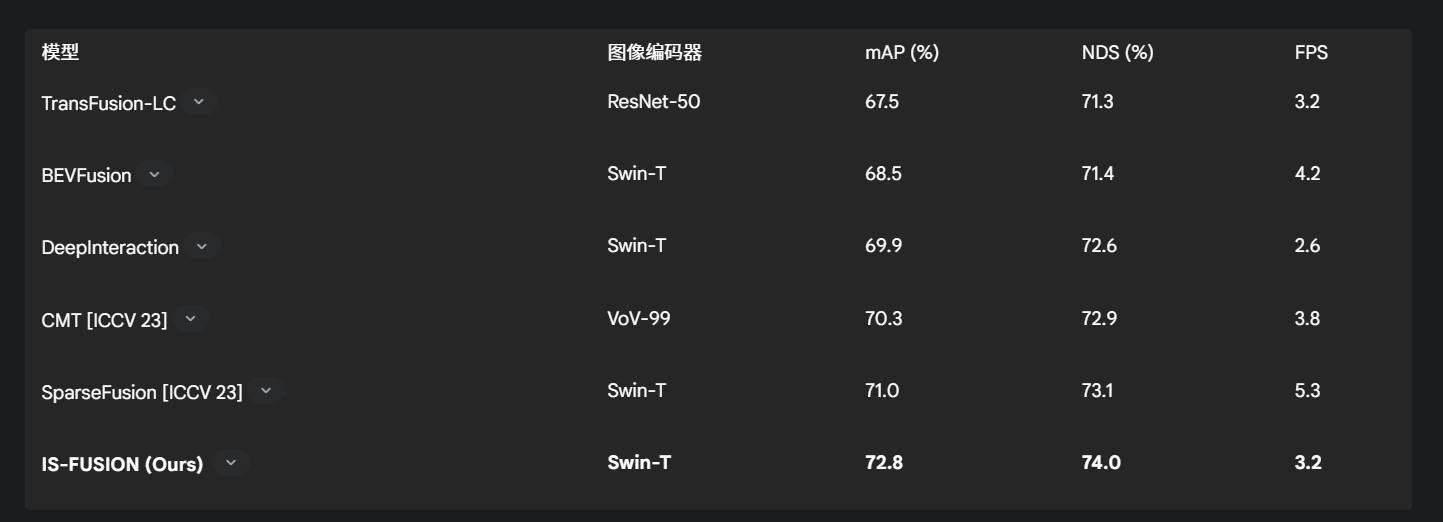 模型 图像编码器 mAP (%) NDS (%) FPS
TransFusion-LC ResNet-50 67.5 71.3 3.2
BEVFusion Swin-T 68.5 71.4 4.2
DeepInteraction Swin-T 69.9 72.6 2.6
CMT [ICCV 23] VoV-99 70.3 72.9 3.8
SparseFusion [ICCV 23] Swin-T 71.0 73.1 5.3
IS-FUSION (Ours) Swin-T 72.8 74.0 3.2